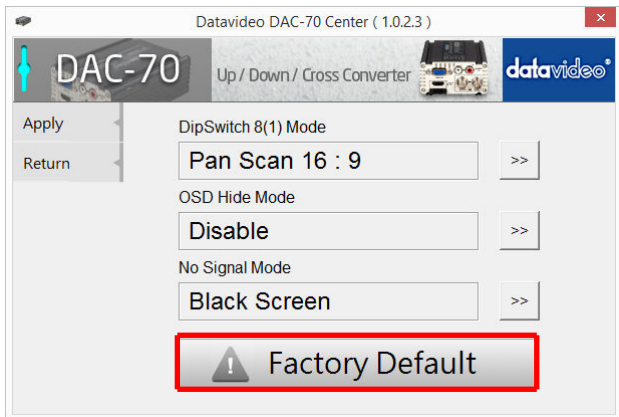 Datavideo DAC-70 Center ( 1.0.2.3 )
DAC-70
Up / Down / Cross Converter
datavideo®
Apply
Return
DipSwitch 8(1) Mode
Pan Scan 16 : 9
>>
OSD Hide Mode
Disable
>>
No Signal Mode
Black Screen
>>
Factory Default